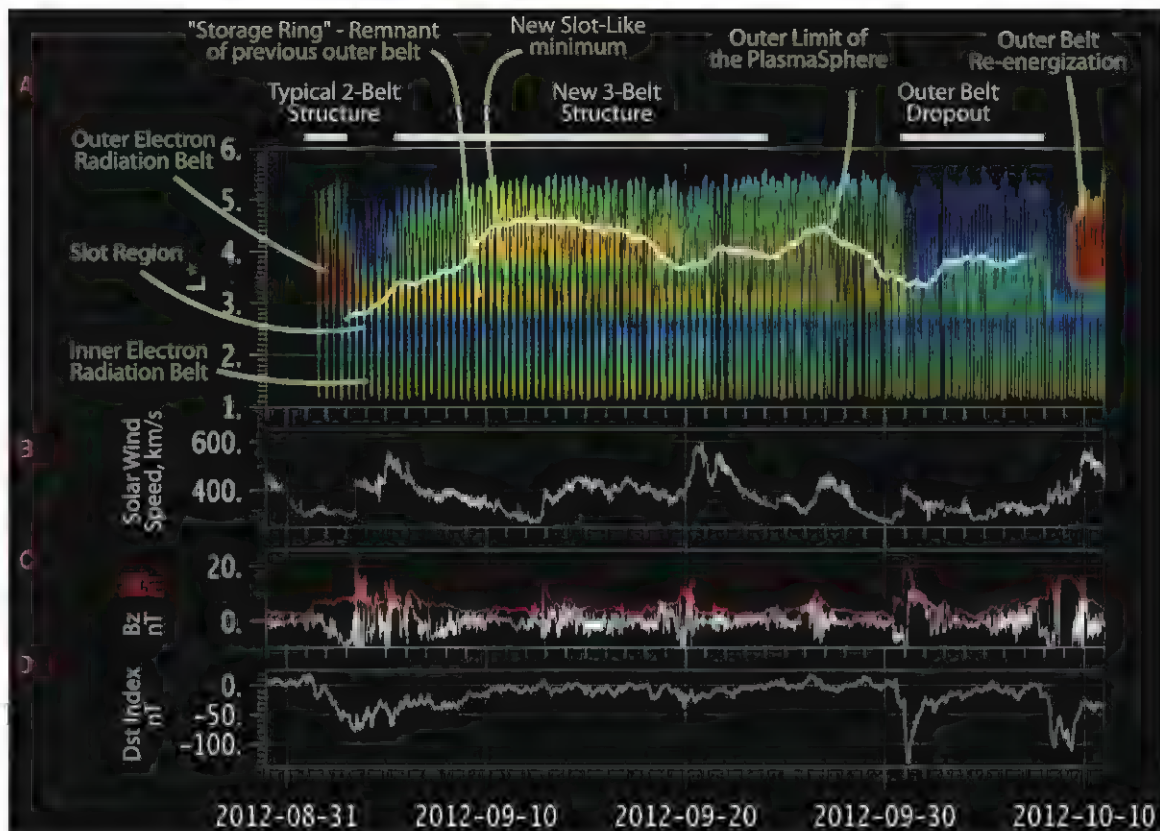 "Storage Ring" - Remnant
of previous outer belt
New Slot-Like
minimum
Outer Limit of
the PlasmaSphere
Outer Belt
Re-energization
A
Typical 2-Belt
Structure
New 3-Belt
Structure
Outer Belt
Dropout
Outer Electron
Radiation Belt
Slot Region
Inner Electron
Radiation Belt
L*
6.
5.
4.
3.
2.
1.
B
Solar Wind
Speed, km/s
600.
400.
C
Bz
nT
20.
0.
D
Dst Index
nT
0.
-50.
-100.
2012-08-31
2012-09-10
2012-09-20
2012-09-30
2012-10-10